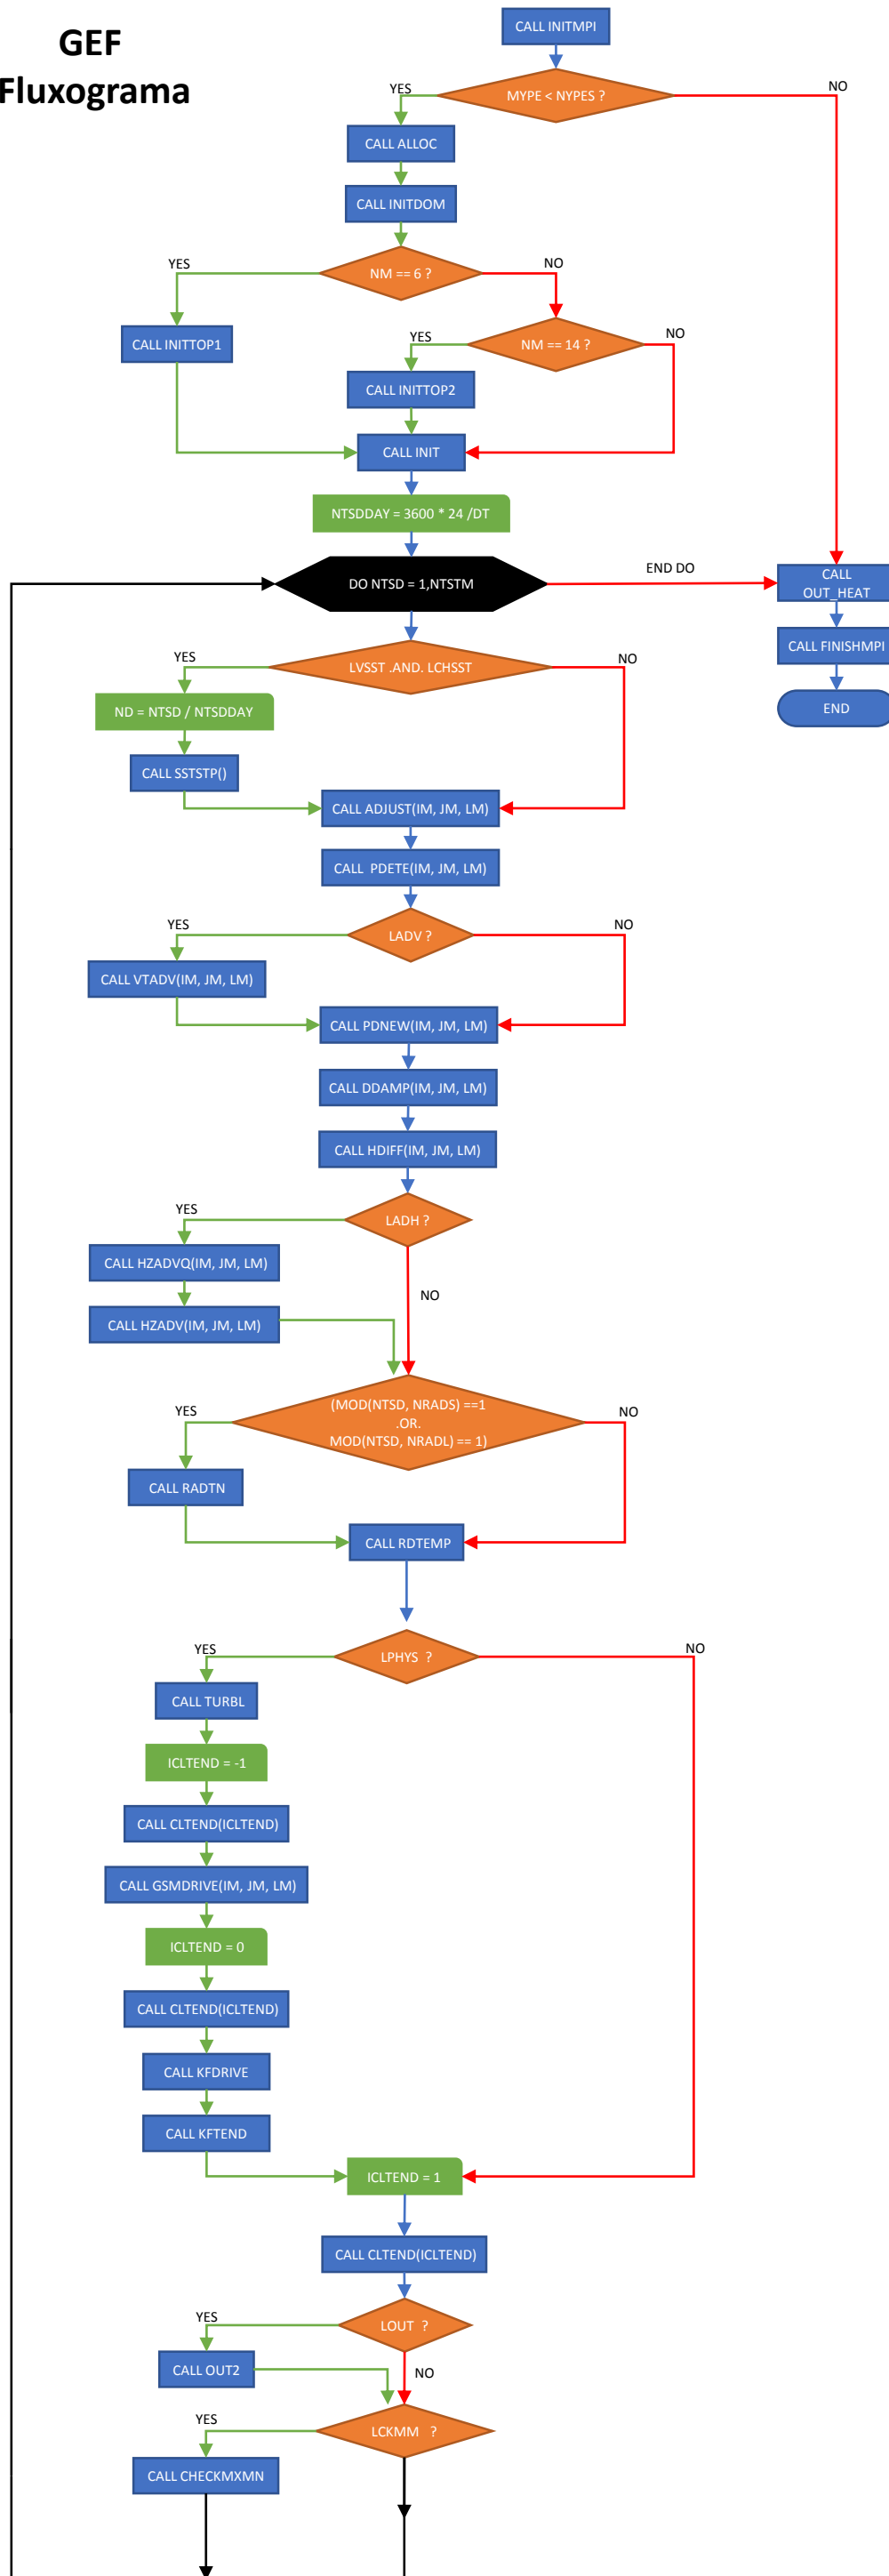 GEF
Fluxograma
CALL INITMPI
MYPE < NYPES ?
YES
NO
CALL ALLOC
CALL INITDOM
NM == 6 ?
YES
NO
CALL INITTOP1
NM == 14 ?
YES
NO
CALL INITTOP2
CALL INIT
NTSDDAY = 3600 * 24 /DT
DO NTSD = 1,NTSTM
END DO
CALL
OUT_HEAT
CALL FINISHMPI
END
LVSST .AND. LCHSST
YES
NO
ND = NTSD / NTSDDAY
CALL SSTSTP()
CALL ADJUST(IM, JM, LM)
CALL PDETE(IM, JM, LM)
LADV ?
YES
NO
CALL VTADV(IM, JM, LM)
CALL PDNEW(IM, JM, LM)
CALL DDAMP(IM, JM, LM)
CALL HDIFF(IM, JM, LM)
LADH ?
YES
CALL HZADVQ(IM, JM, LM)
NO
CALL HZADV(IM, JM, LM)
(MOD(NTSD, NRADS) ==1
.OR.
MOD(NTSD, NRADL) == 1)
YES
NO
CALL RADTN
CALL RDTEMP
LPHYS ?
YES
NO
CALL TURBL
ICLTEND = -1
CALL CLTEND(ICLTEND)
CALL GSMDRIVE(IM, JM, LM)
ICLTEND = 0
CALL CLTEND(ICLTEND)
CALL KFDRIVE
CALL KFTEND
ICLTEND = 1
CALL CLTEND(ICLTEND)
LOUT ?
YES
CALL OUT2
NO
LCKMM ?
YES
CALL CHECKMXMN